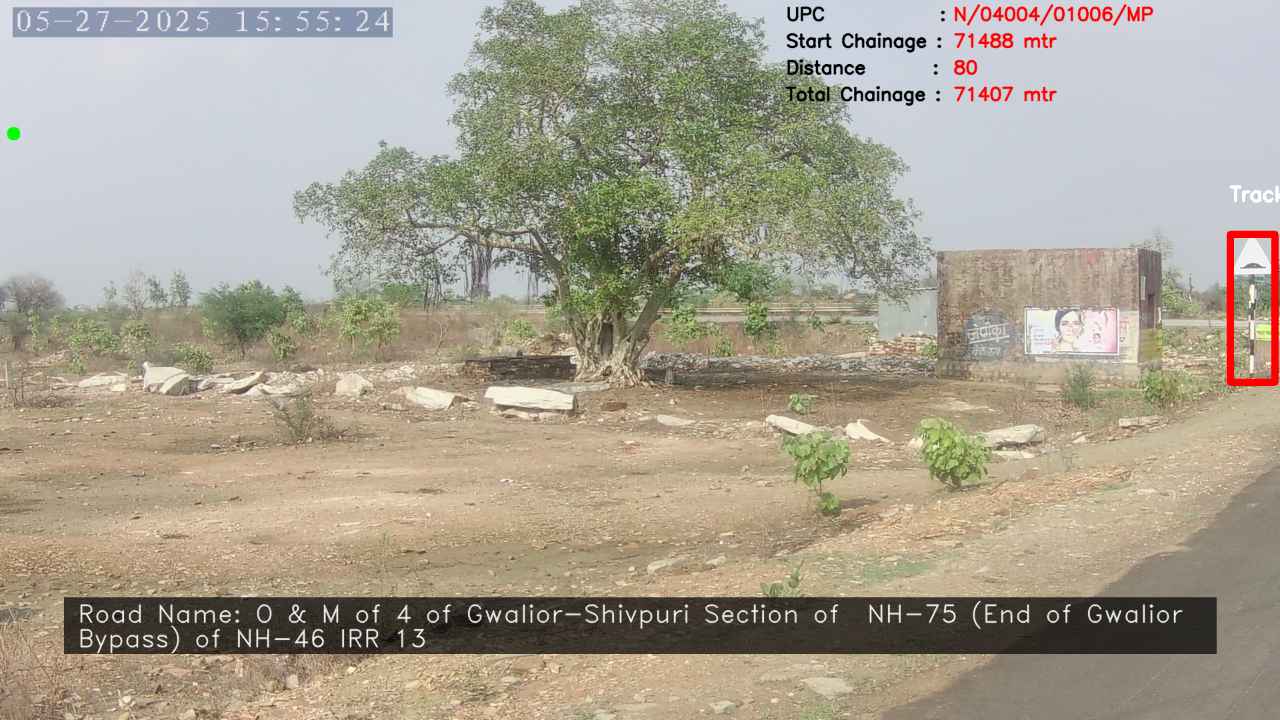 05-27-2025 15:55:24
UPC : N/04004/01006/MP
Start Chainage : 71488 mtr
Distance : 80
Total Chainage : 71407 mtr
Track
Road Name: O & M of 4 of Gwalior-Shivpuri Section of NH-75 (End of Gwalior
Bypass) of NH-46 IRR 13